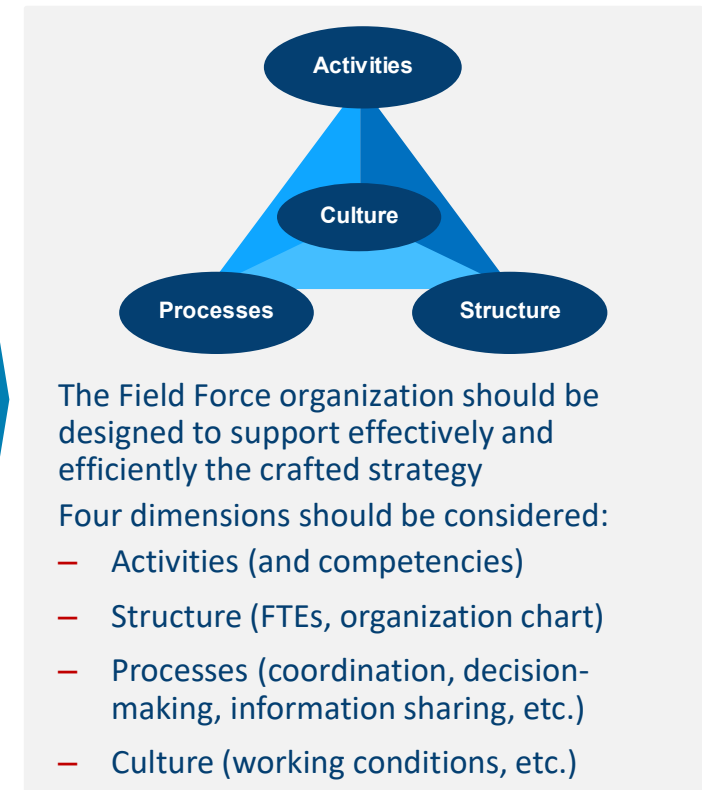 Activities
Culture
Processes
Structure
The Field Force organization should be
designed to support effectively and
efficiently the crafted strategy
Four dimensions should be considered:
– Activities (and competencies)
– Structure (FTEs, organization chart)
– Processes (coordination, decision-
making, information sharing, etc.)
– Culture (working conditions, etc.)